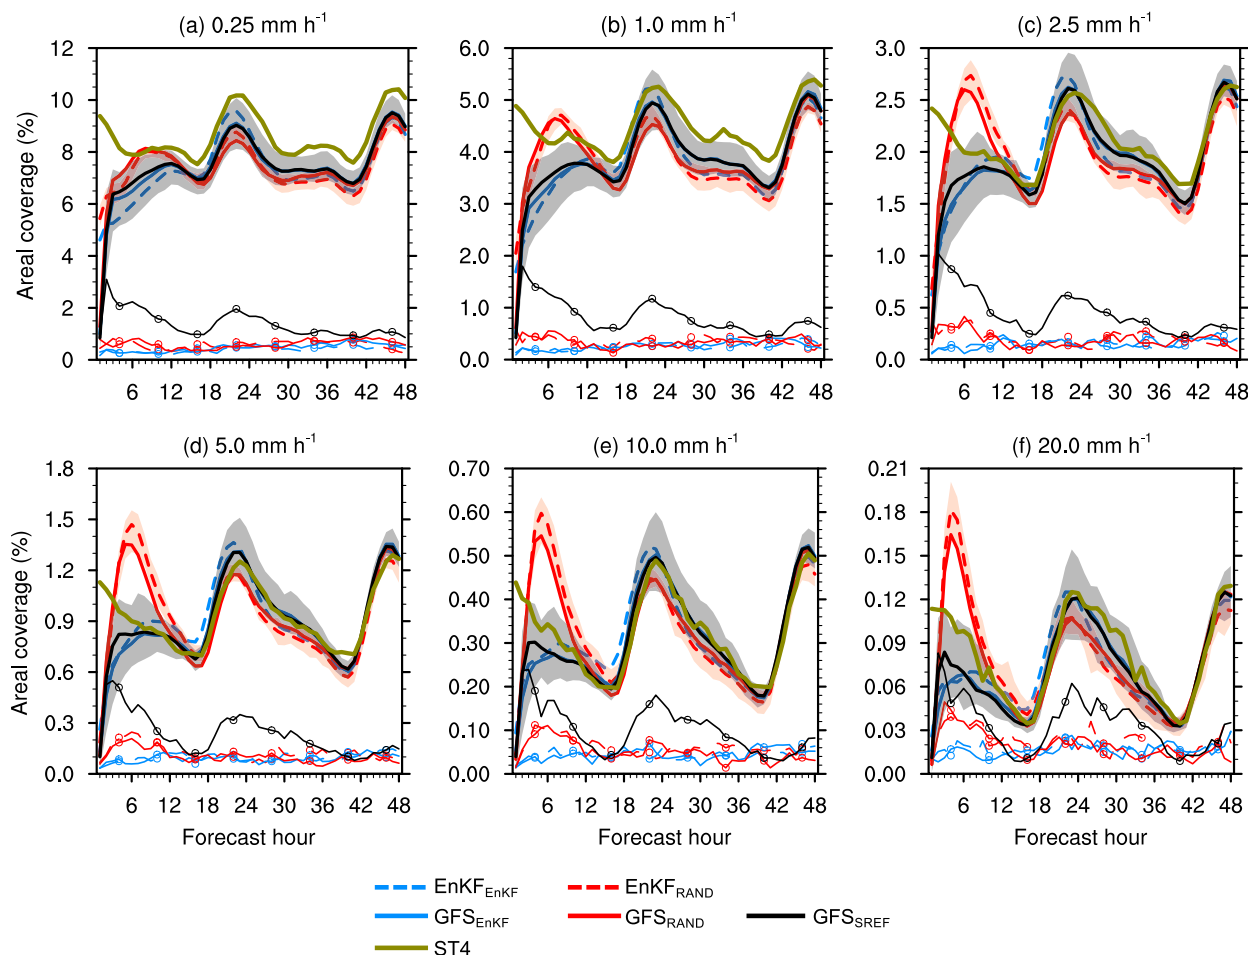 (a) 0.25 mm h⁻¹ (b) 1.0 mm h⁻¹ (c) 2.5 mm h⁻¹
Areal coverage (%)
12
10
8
6
4
2
0
6 12 18 24 30 36 42 48
6.0
5.0
4.0
3.0
2.0
1.0
0.0
6 12 18 24 30 36 42 48
3.0
2.5
2.0
1.5
1.0
0.5
0.0
6 12 18 24 30 36 42 48
(d) 5.0 mm h⁻¹ (e) 10.0 mm h⁻¹ (f) 20.0 mm h⁻¹
Areal coverage (%)
1.8
1.5
1.2
0.9
0.6
0.3
0.0
6 12 18 24 30 36 42 48
Forecast hour
0.70
0.60
0.50
0.40
0.30
0.20
0.10
0.00
6 12 18 24 30 36 42 48
Forecast hour
0.21
0.18
0.15
0.12
0.09
0.06
0.03
0.00
6 12 18 24 30 36 42 48
Forecast hour
EnKF_EnKF EnKF_RAND
GFS_EnKF GFS_RAND GFS_SREF
ST4